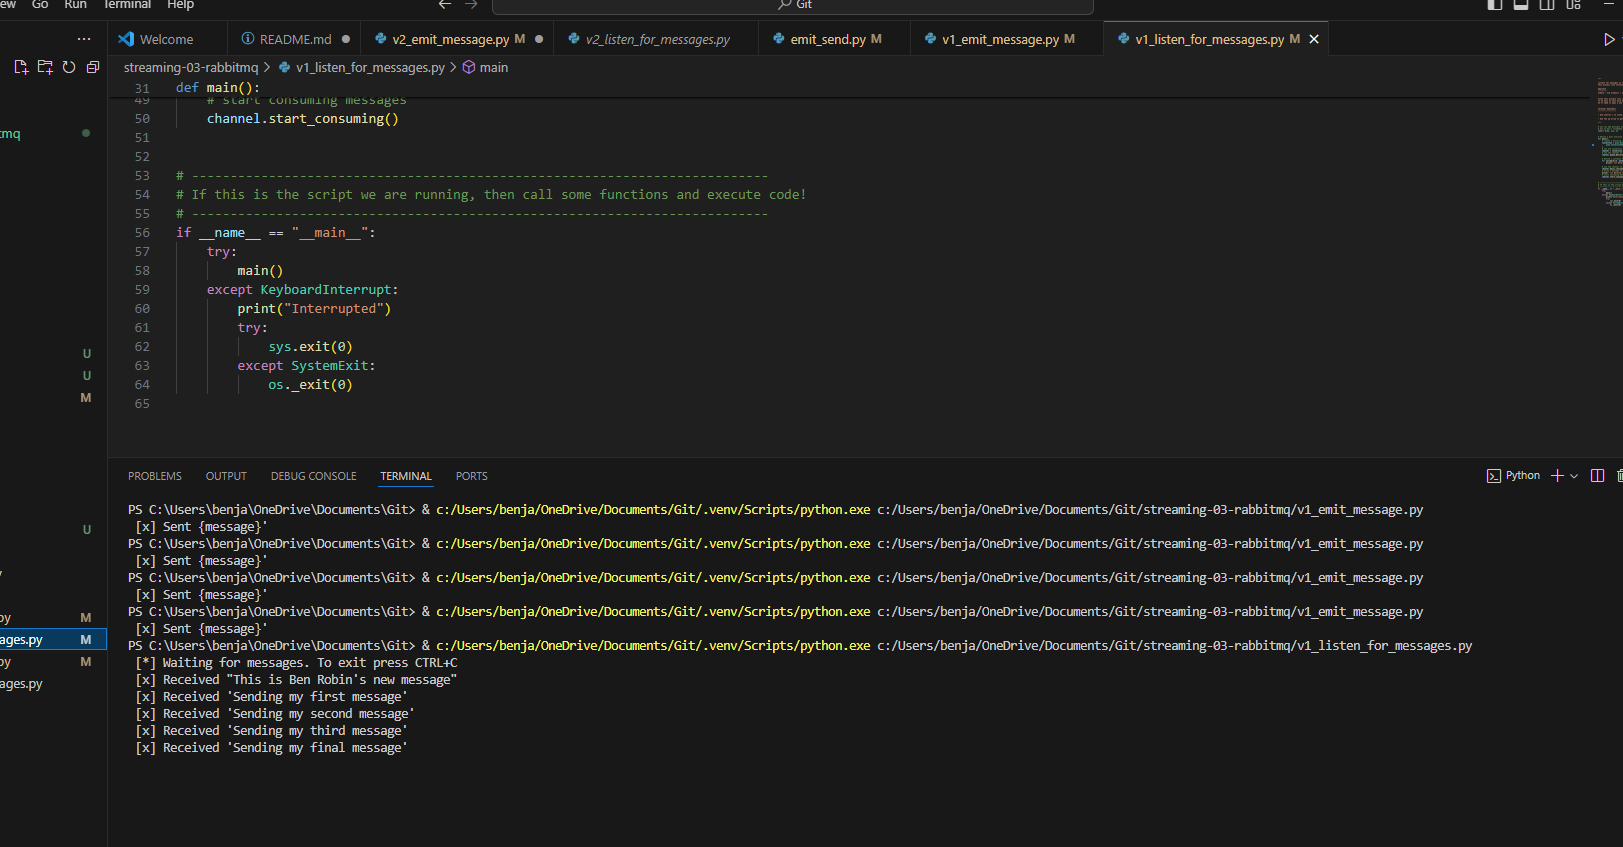 ew Go Run Terminal Help Git
Welcome README.md v2_emit_message.py M v2_listen_for_messages.py emit_send.py M v1_emit_message.py M v1_listen_for_messages.py M
streaming-03-rabbitmq > v1_listen_for_messages.py > main
31 def main():
49 # start consuming messages
50 channel.start_consuming()
51
52
53 # ---------------------------------------------------------------------------
54 # If this is the script we are running, then call some functions and execute code!
55 # ---------------------------------------------------------------------------
56 if __name__ == "__main__":
57 try:
58 main()
59 except KeyboardInterrupt:
60 print("Interrupted")
61 try:
62 sys.exit(0)
63 except SystemExit:
64 os._exit(0)
65
tmq
U
U
M
U
y
py M
ages.py M
py M
ages.py
PROBLEMS OUTPUT DEBUG CONSOLE TERMINAL PORTS Python
PS C:\Users\benja\OneDrive\Documents\Git> & c:/Users/benja/OneDrive/Documents/Git/.venv/Scripts/python.exe c:/Users/benja/OneDrive/Documents/Git/streaming-03-rabbitmq/v1_emit_message.py
[x] Sent {message}'
PS C:\Users\benja\OneDrive\Documents\Git> & c:/Users/benja/OneDrive/Documents/Git/.venv/Scripts/python.exe c:/Users/benja/OneDrive/Documents/Git/streaming-03-rabbitmq/v1_emit_message.py
[x] Sent {message}'
PS C:\Users\benja\OneDrive\Documents\Git> & c:/Users/benja/OneDrive/Documents/Git/.venv/Scripts/python.exe c:/Users/benja/OneDrive/Documents/Git/streaming-03-rabbitmq/v1_emit_message.py
[x] Sent {message}'
PS C:\Users\benja\OneDrive\Documents\Git> & c:/Users/benja/OneDrive/Documents/Git/.venv/Scripts/python.exe c:/Users/benja/OneDrive/Documents/Git/streaming-03-rabbitmq/v1_emit_message.py
[x] Sent {message}'
PS C:\Users\benja\OneDrive\Documents\Git> & c:/Users/benja/OneDrive/Documents/Git/.venv/Scripts/python.exe c:/Users/benja/OneDrive/Documents/Git/streaming-03-rabbitmq/v1_listen_for_messages.py
[*] Waiting for messages. To exit press CTRL+C
[x] Received "This is Ben Robin's new message"
[x] Received 'Sending my first message'
[x] Received 'Sending my second message'
[x] Received 'Sending my third message'
[x] Received 'Sending my final message'